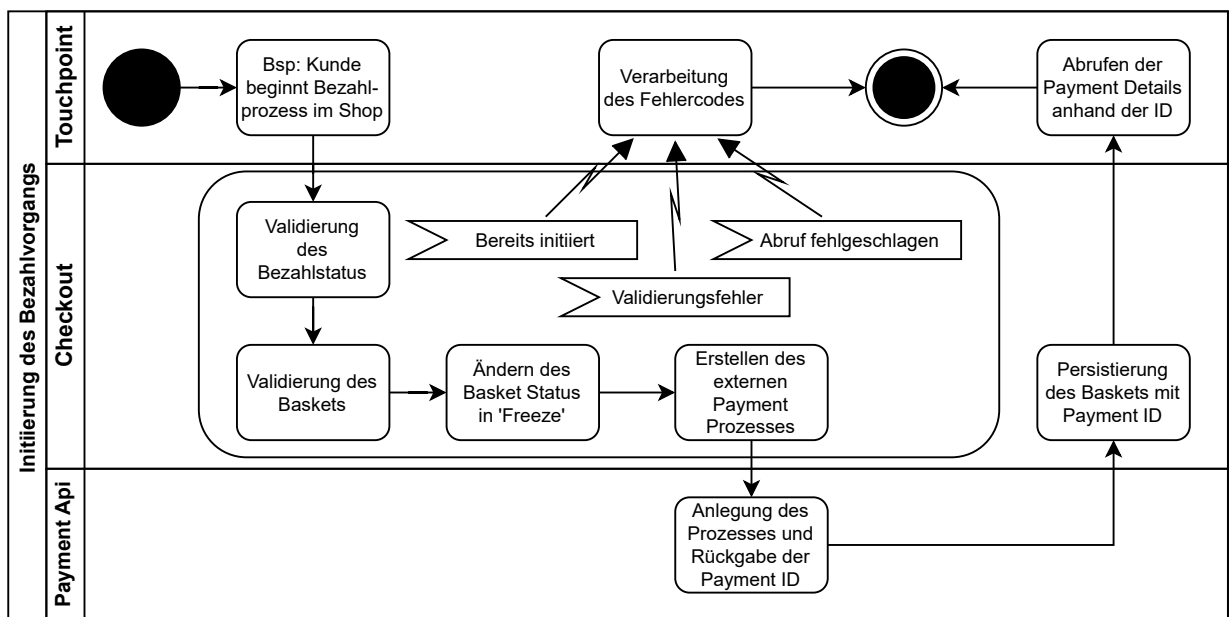 Initiierung des Bezahlvorgangs
Touchpoint
Bsp: Kunde
beginnt Bezahl-
prozess im Shop
Verarbeitung
des Fehlercodes
Abrufen der
Payment Details
anhand der ID
Checkout
Validierung
des
Bezahlstatus
Bereits initiiert
Abruf fehlgeschlagen
Validierungsfehler
Validierung des
Baskets
Ändern des
Basket Status
in 'Freeze'
Erstellen des
externen
Payment
Prozesses
Persistierung
des Baskets mit
Payment ID
Payment Api
Anlegung des
Prozesses und
Rückgabe der
Payment ID